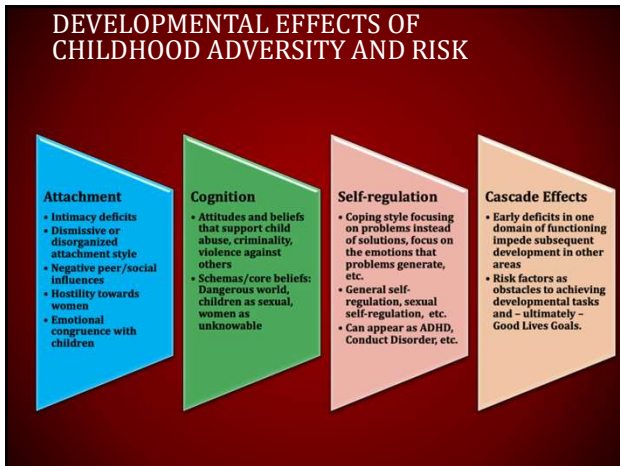 DEVELOPMENTAL EFFECTS OF
CHILDHOOD ADVERSITY AND RISK
Attachment
• Intimacy deficits
• Dismissive or
disorganized
attachment style
• Negative peer/social
influences
• Hostility towards
women
• Emotional
congruence with
children
Cognition
• Attitudes and beliefs
that support child
abuse, criminality,
violence against
others
• Schemas/core beliefs:
Dangerous world,
children as sexual,
women as
unknowable
Self-regulation
• Coping style focusing
on problems instead
of solutions, focus on
the emotions that
problems generate,
etc.
• General self-
regulation, sexual
self-regulation, etc.
• Can appear as ADHD,
Conduct Disorder, etc.
Cascade Effects
• Early deficits in one
domain of functioning
impede subsequent
development in other
areas
• Risk factors as
obstacles to achieving
developmental tasks
and – ultimately –
Good Lives Goals.